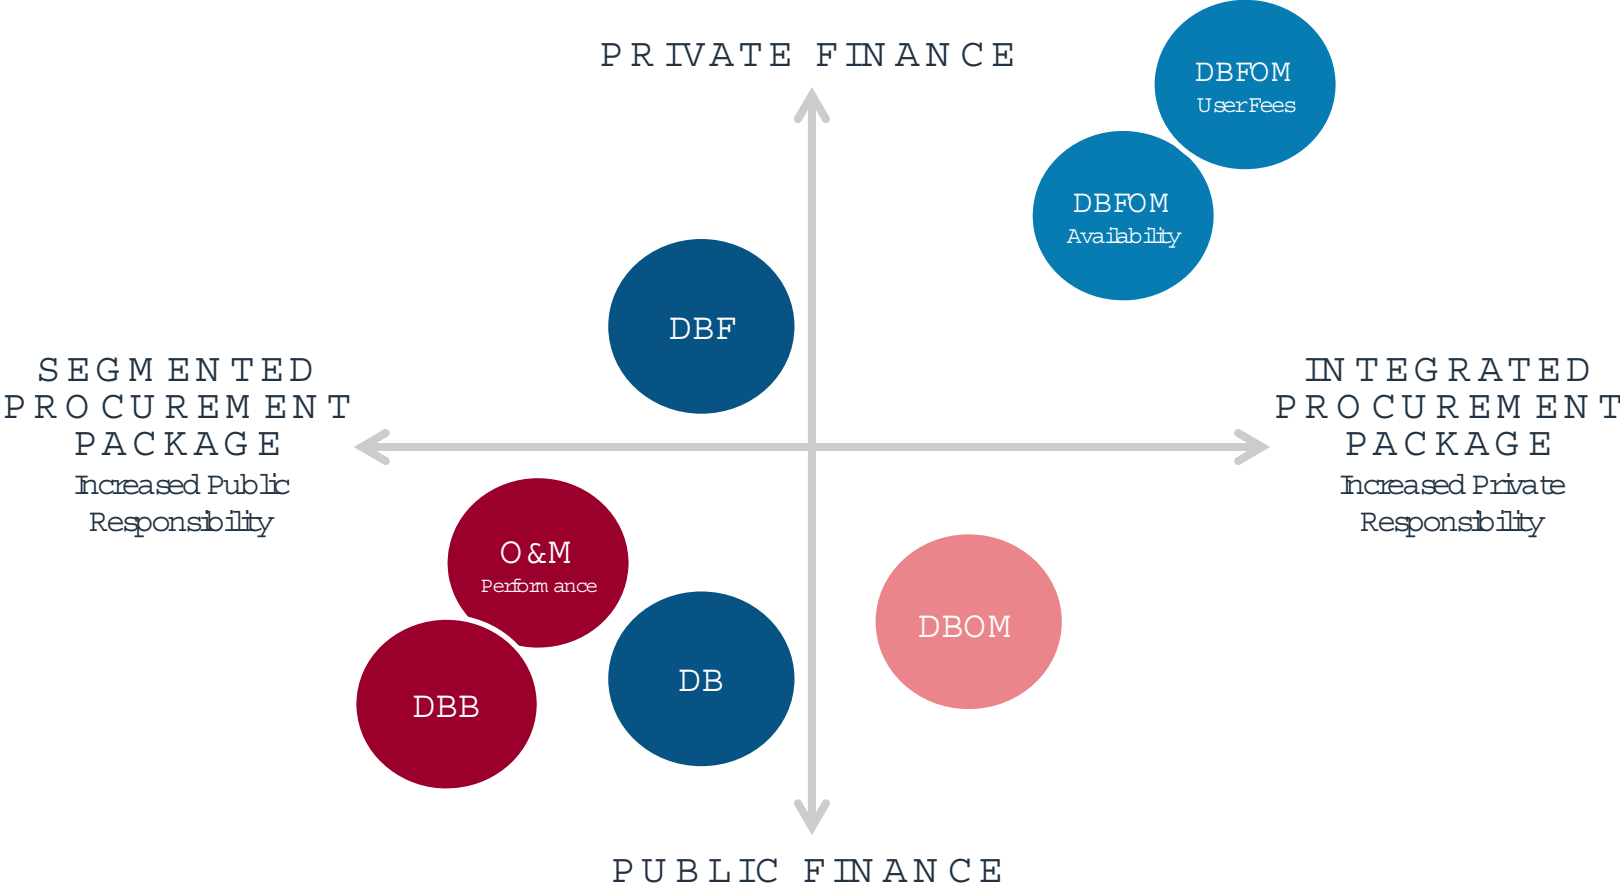 PRIVATE FINANCE
DBFOM
User Fees
DBFOM
Availability
DBF
SEGMENTED
PROCUREMENT
PACKAGE
Increased Public
Responsibility
INTEGRATED
PROCUREMENT
PACKAGE
Increased Private
Responsibility
O&M
Performance
DBOM
DB
DBB
PUBLIC FINANCE